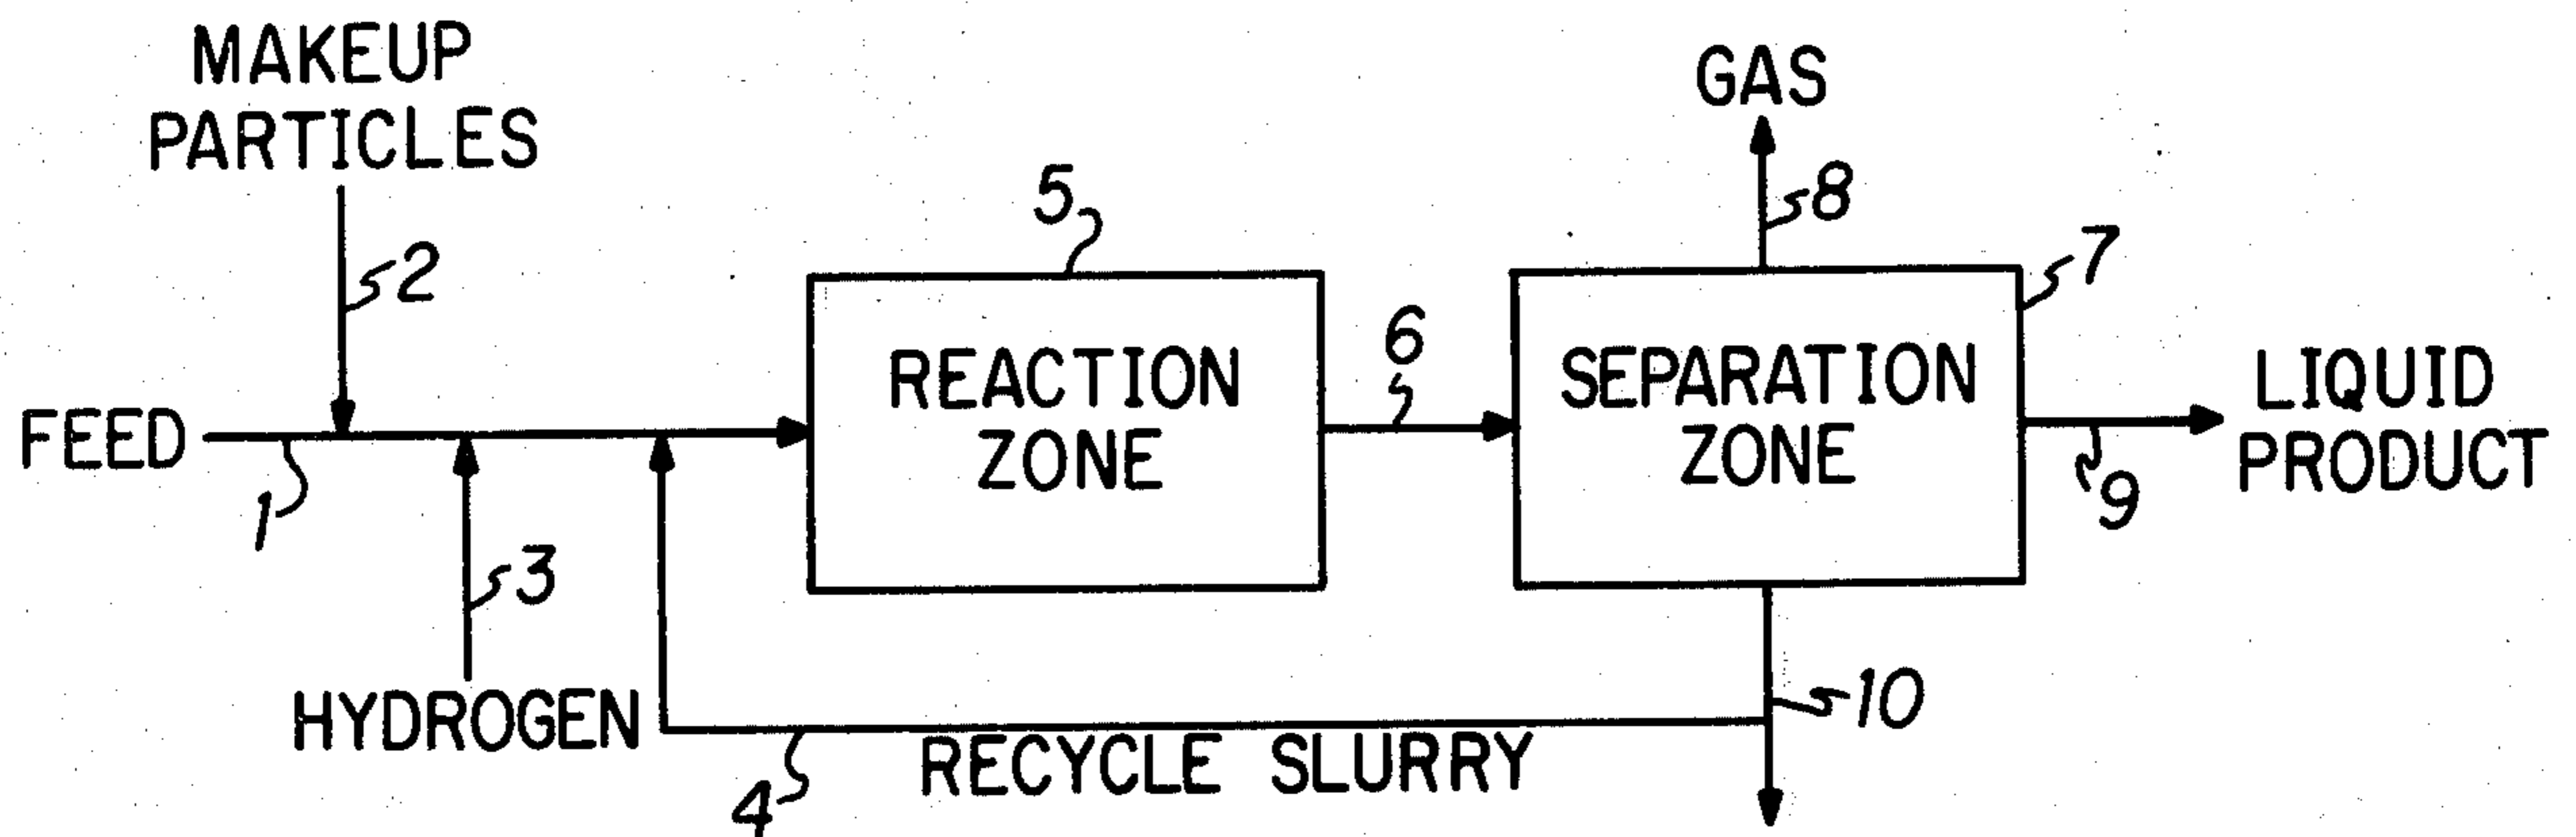 MAKEUP
PARTICLES
GAS
5
8
7
2
6
REACTION
ZONE
SEPARATION
ZONE
LIQUID
PRODUCT
FEED
1
9
3
HYDROGEN
10
RECYCLE SLURRY
4